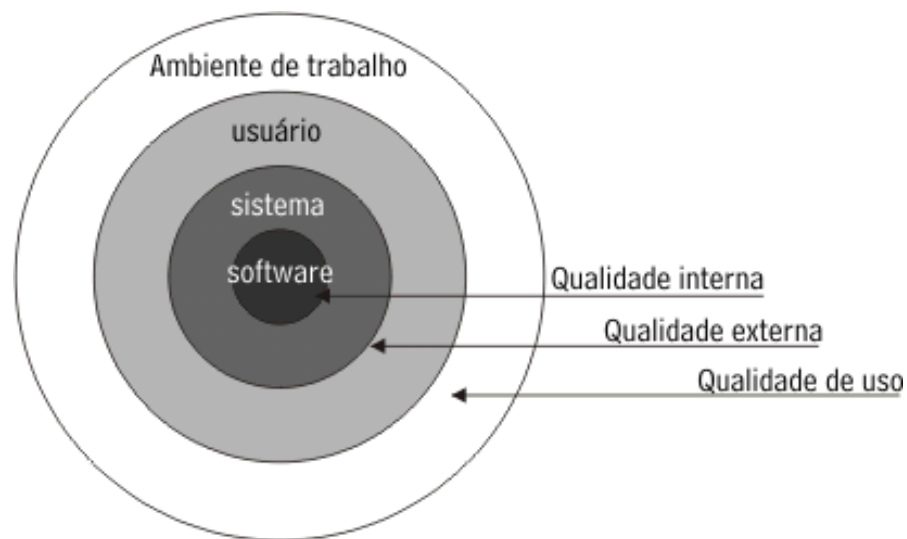 Ambiente de trabalho
usuário
sistema
software
Qualidade interna
Qualidade externa
Qualidade de uso